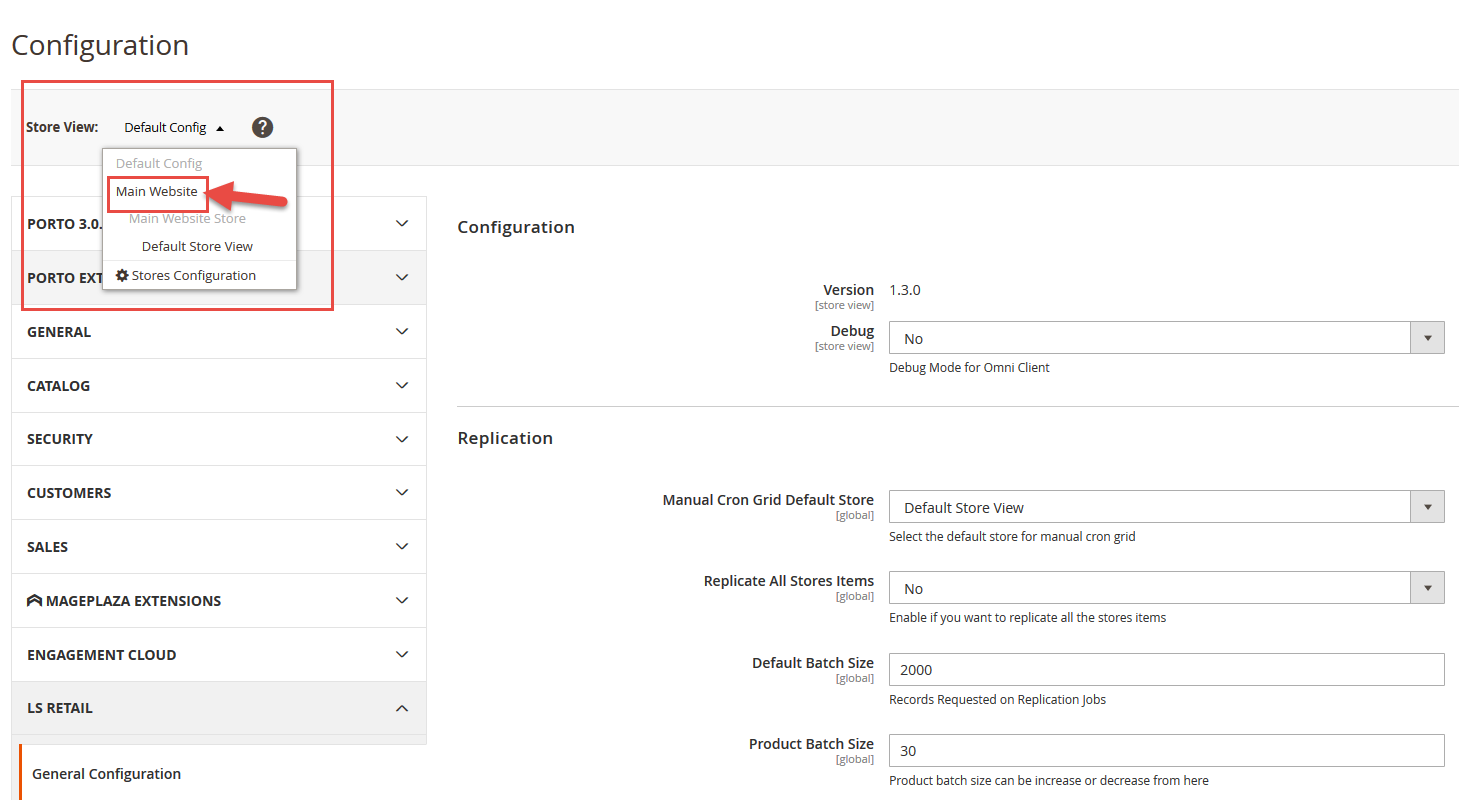 Configuration
Store View: Default Config
Default Config
Main Website
Main Website Store
Default Store View
Stores Configuration
PORTO 3.0.
PORTO EXT
GENERAL
CATALOG
SECURITY
CUSTOMERS
SALES
MAGEPLAZA EXTENSIONS
ENGAGEMENT CLOUD
LS RETAIL
General Configuration
Configuration
Version 1.3.0
[store view]
Debug No
[store view]
Debug Mode for Omni Client
Replication
Manual Cron Grid Default Store Default Store View
[global]
Select the default store for manual cron grid
Replicate All Stores Items No
[global]
Enable if you want to replicate all the stores items
Default Batch Size 2000
[global]
Records Requested on Replication Jobs
Product Batch Size 30
[global]
Product batch size can be increase or decrease from here